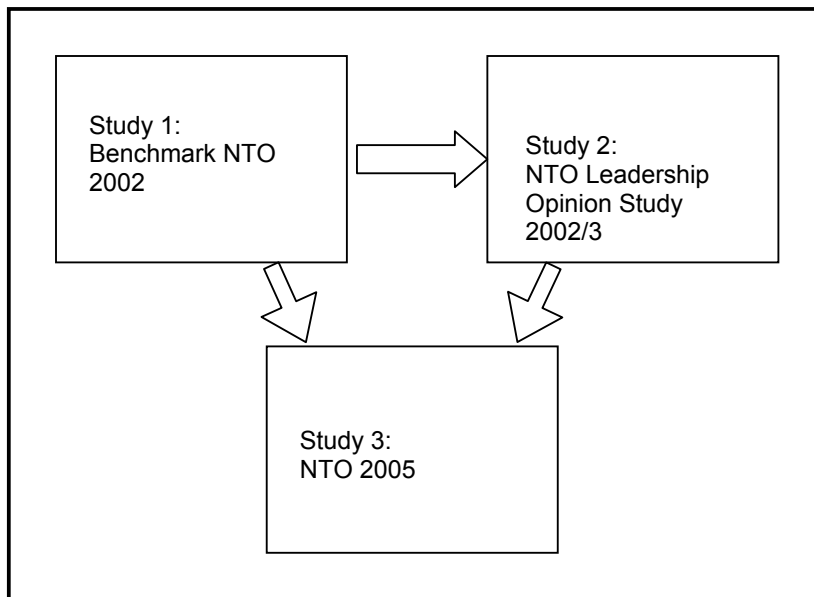 Study 1:
Benchmark NTO
2002
Study 2:
NTO Leadership
Opinion Study
2002/3
Study 3:
NTO 2005